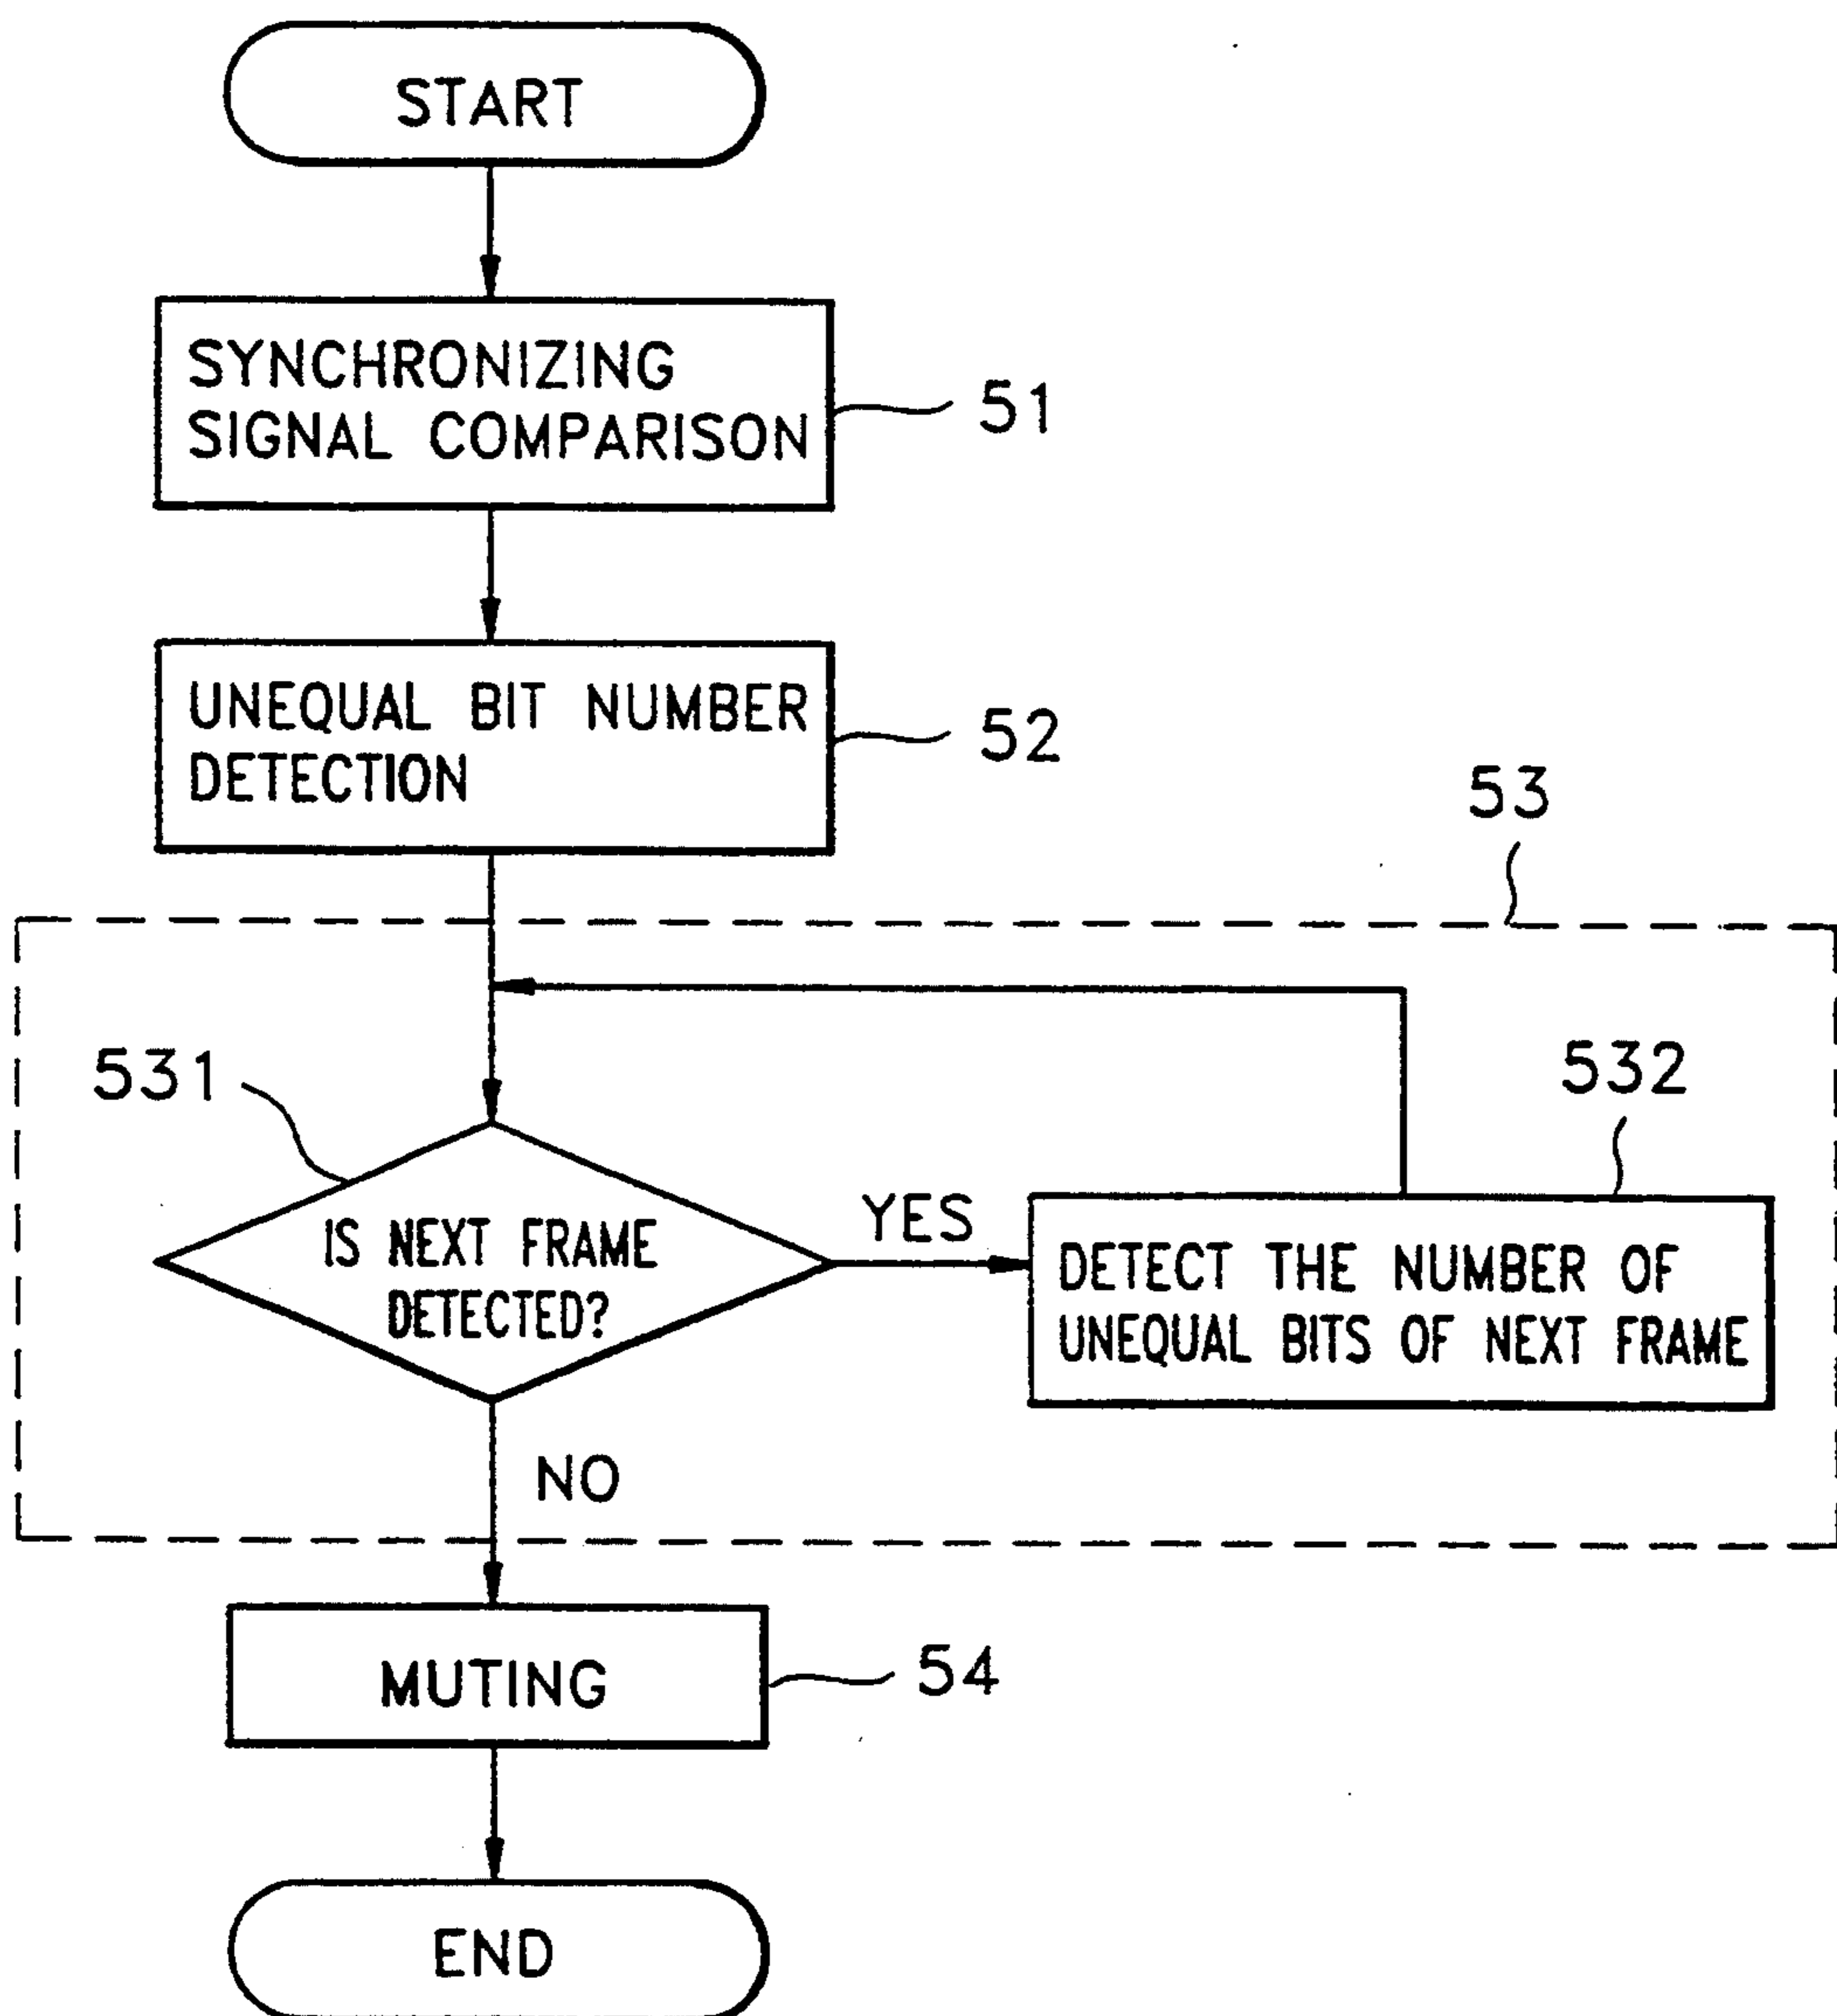 START
SYNCHRONIZING
SIGNAL COMPARISON
51
UNEQUAL BIT NUMBER
DETECTION
52
53
531
532
IS NEXT FRAME
DETECTED?
YES
DETECT THE NUMBER OF
UNEQUAL BITS OF NEXT FRAME
NO
MUTING
54
END